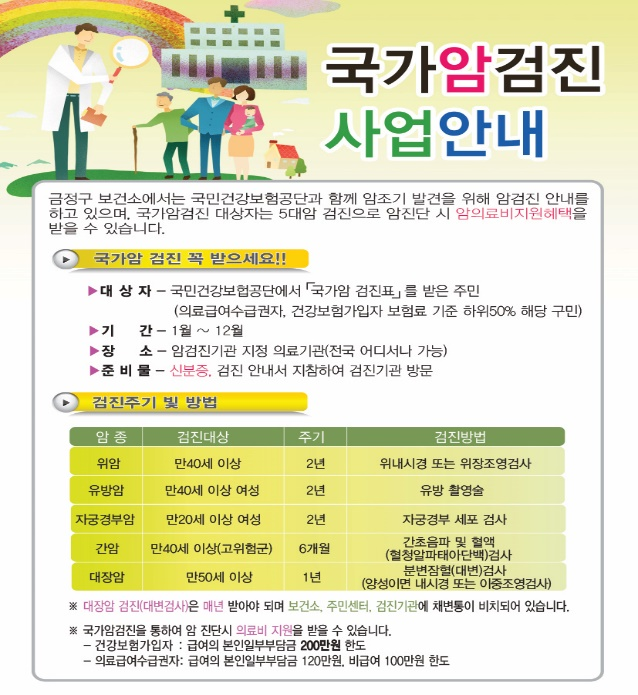 국가암검진
사업안내
금정구 보건소에서는 국민건강보험공단과 함께 암조기 발견을 위해 암검진 안내를
하고 있으며, 국가암검진 대상자는 5대암 검진으로 암진단 시 암의료비지원혜택을
받을 수 있습니다.
국가암 검진 꼭 받으세요!!
▶대 상 자 – 국민건강보험공단에서 「국가암 검진표」를 받은 주민
(의료급여수급권자, 건강보험가입자 보험료 기준 하위50% 해당 구민)
▶기 간 – 1월 ~ 12월
▶장 소 – 암검진기관 지정 의료기관(전국 어디서나 가능)
▶준 비 물 – 신분증, 검진 안내서 지참하여 검진기관 방문
검진주기 및 방법
암 종 검진대상 주기 검진방법
위암 만40세 이상 2년 위내시경 또는 위장조영검사
유방암 만40세 이상 여성 2년 유방 촬영술
자궁경부암 만20세 이상 여성 2년 자궁경부 세포 검사
간암 만40세 이상(고위험군) 6개월 간초음파 및 혈액
(혈청알파태아단백)검사
대장암 만50세 이상 1년 분변잠혈(대변)검사
(양성이면 내시경 또는 이중조영검사)
※ 대장암 검진(대변검사)은 매년 받아야 되며 보건소, 주민센터, 검진기관에 채변통이 비치되어 있습니다.
※ 국가암검진을 통하여 암 진단시 의료비 지원을 받을 수 있습니다.
– 건강보험가입자 : 급여의 본인일부부담금 200만원 한도
– 의료급여수급권자: 급여의 본인일부부담금 120만원, 비급여 100만원 한도